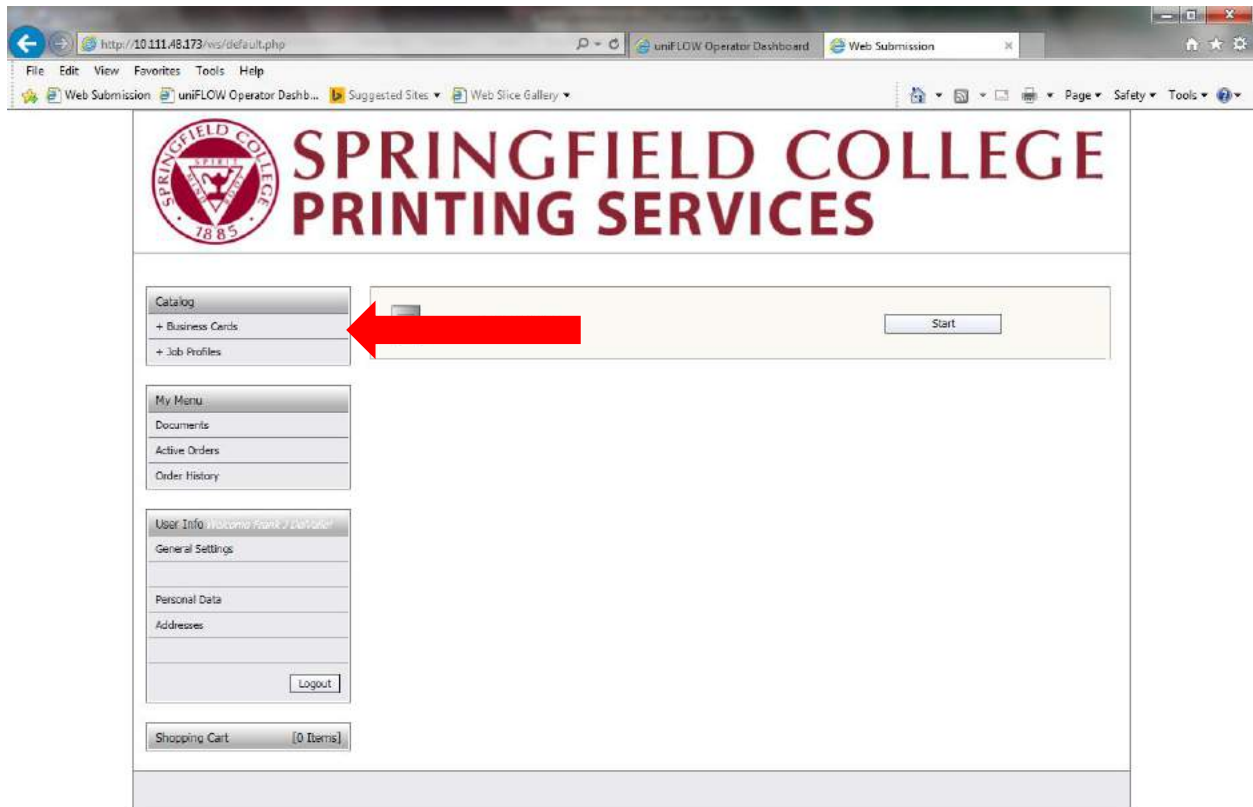 http://10.111.48.173/ws/default.php
uniFLOW Operator Dashboard
Web Submission
File Edit View Favorites Tools Help
Web Submission uniFLOW Operator Dashb... Suggested Sites Web Slice Gallery
Page Safety Tools
SPRINGFIELD COLLEGE
SPIRIT
MIND
BODY
1885
SPRINGFIELD COLLEGE
PRINTING SERVICES
Catalog
+ Business Cards
+ Job Profiles
Start
My Menu
Documents
Active Orders
Order History
User Info Welcome Frank J
General Settings
Personal Data
Addresses
Logout
Shopping Cart [0 Items]